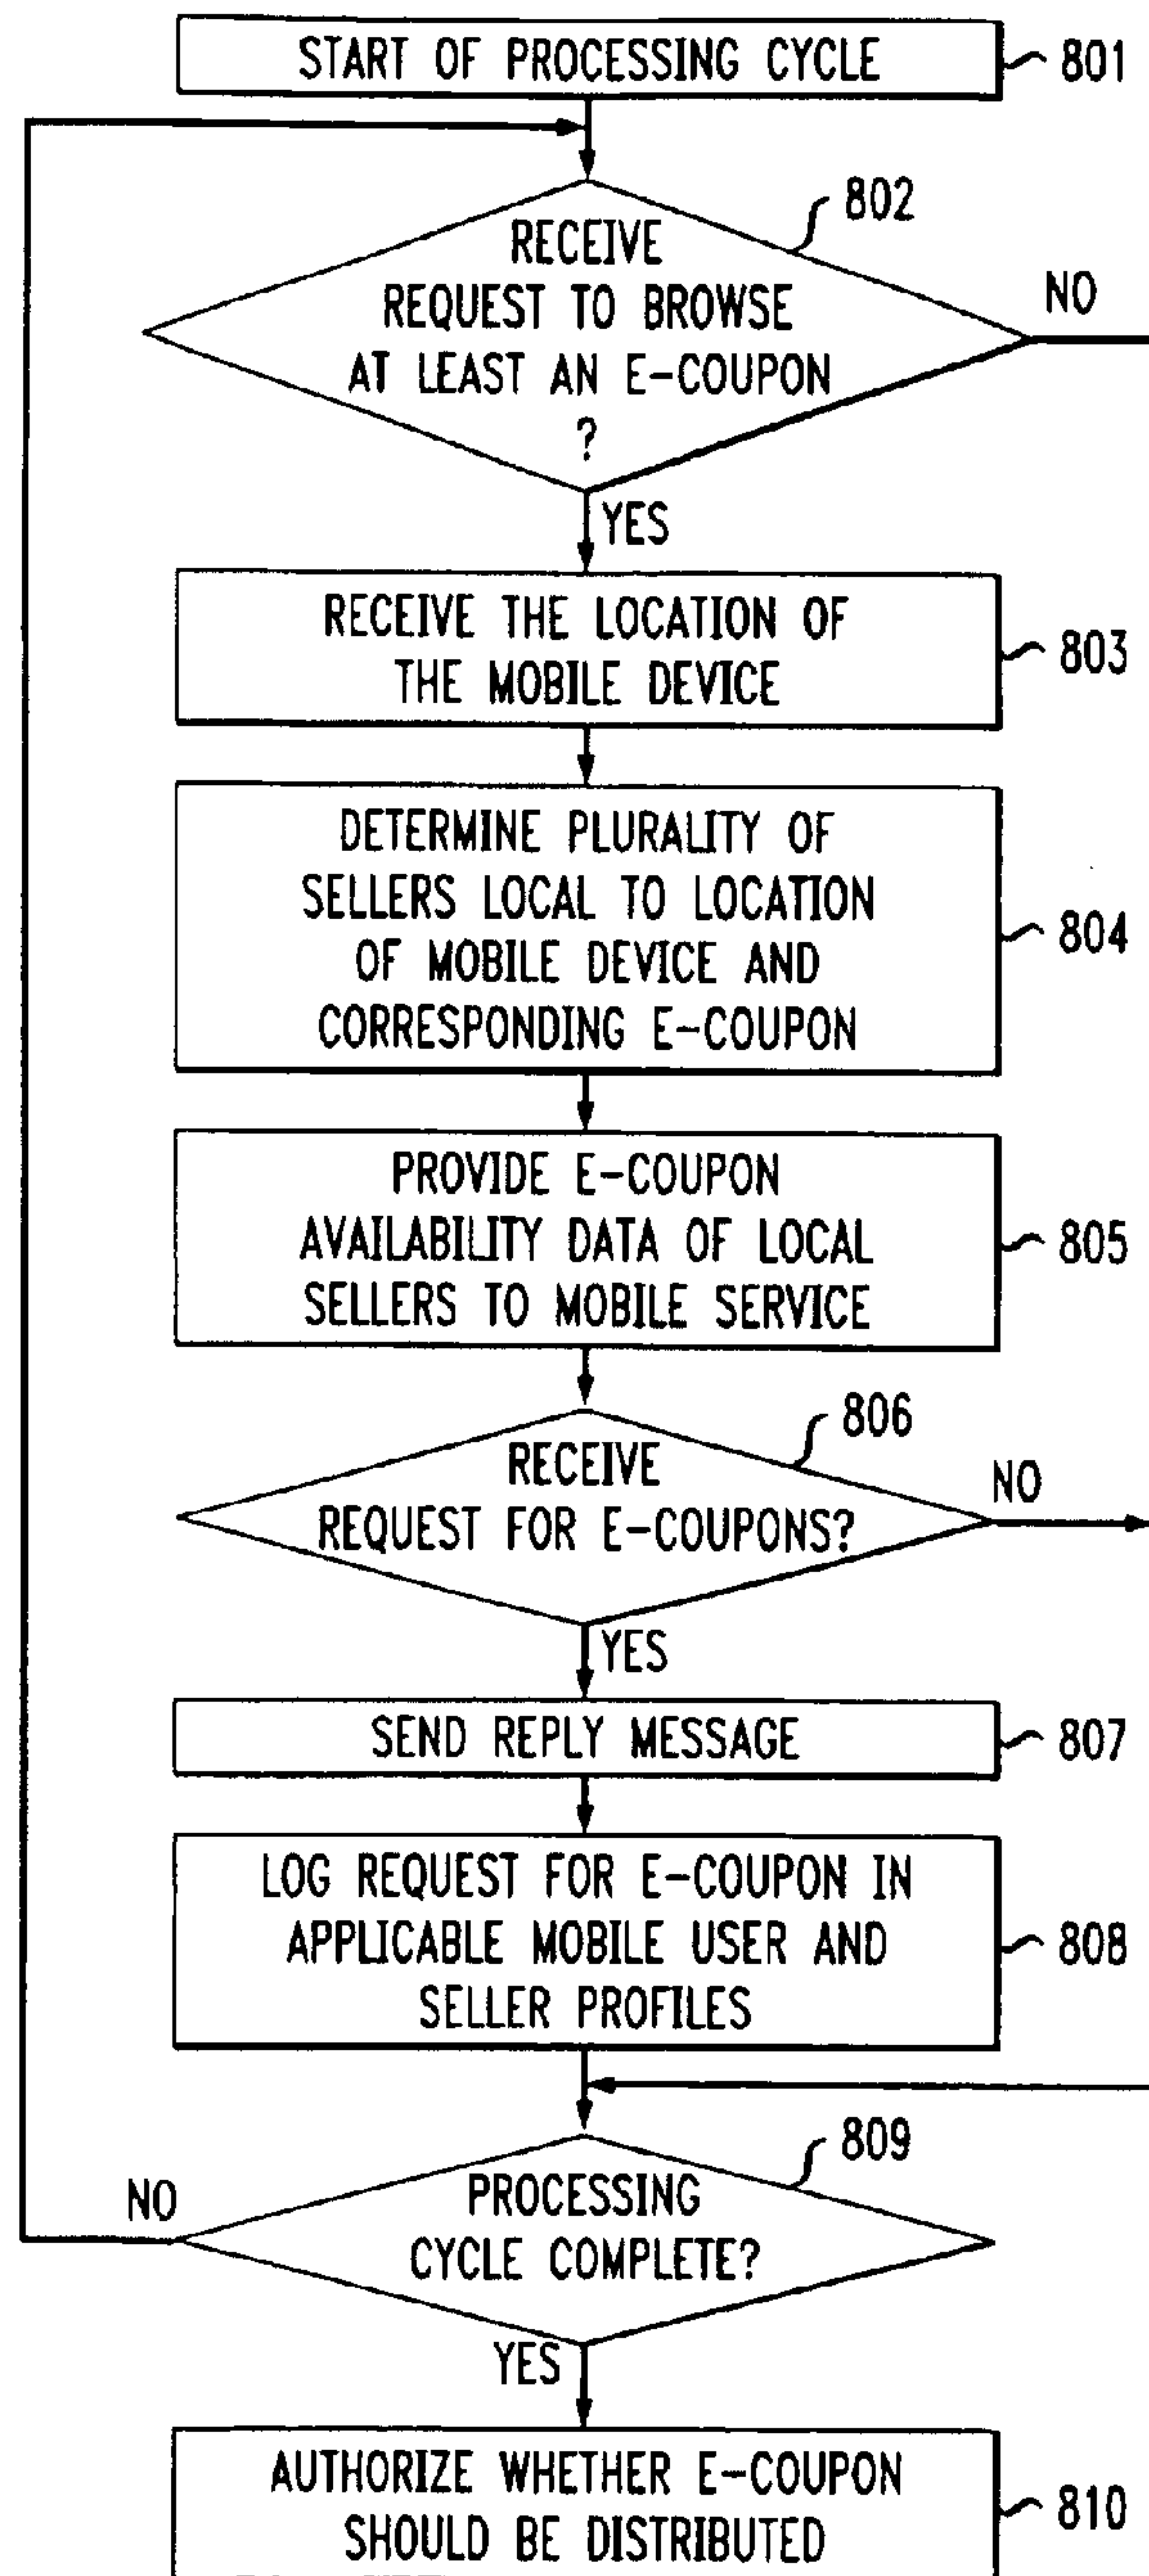 START OF PROCESSING CYCLE
801
802
RECEIVE
REQUEST TO BROWSE
AT LEAST AN E-COUPON
?
NO
YES
RECEIVE THE LOCATION OF
THE MOBILE DEVICE
803
DETERMINE PLURALITY OF
SELLERS LOCAL TO LOCATION
OF MOBILE DEVICE AND
CORRESPONDING E-COUPON
804
PROVIDE E-COUPON
AVAILABILITY DATA OF LOCAL
SELLERS TO MOBILE SERVICE
805
806
RECEIVE
REQUEST FOR E-COUPONS?
NO
YES
SEND REPLY MESSAGE
807
LOG REQUEST FOR E-COUPON IN
APPLICABLE MOBILE USER AND
SELLER PROFILES
808
809
PROCESSING
CYCLE COMPLETE?
NO
YES
AUTHORIZE WHETHER E-COUPON
SHOULD BE DISTRIBUTED
810